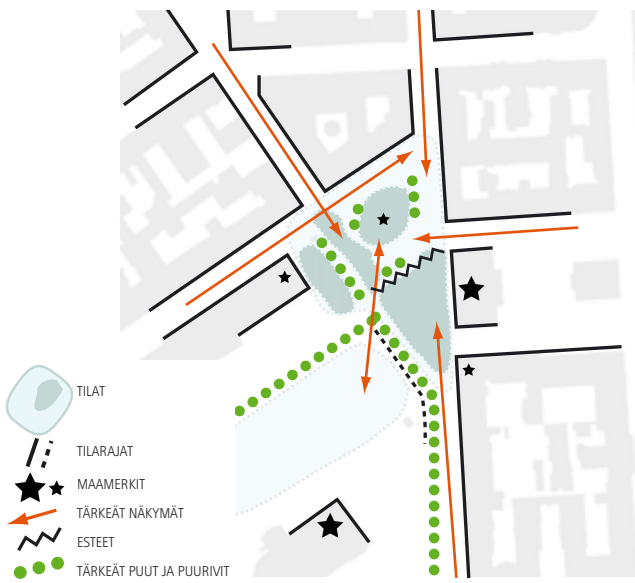 TILAT
TILARAJAT
MAAMERKIT
TÄRKEÄT NÄKYMÄT
ESTEET
TÄRKEÄT PUUT JA PUURIVIT